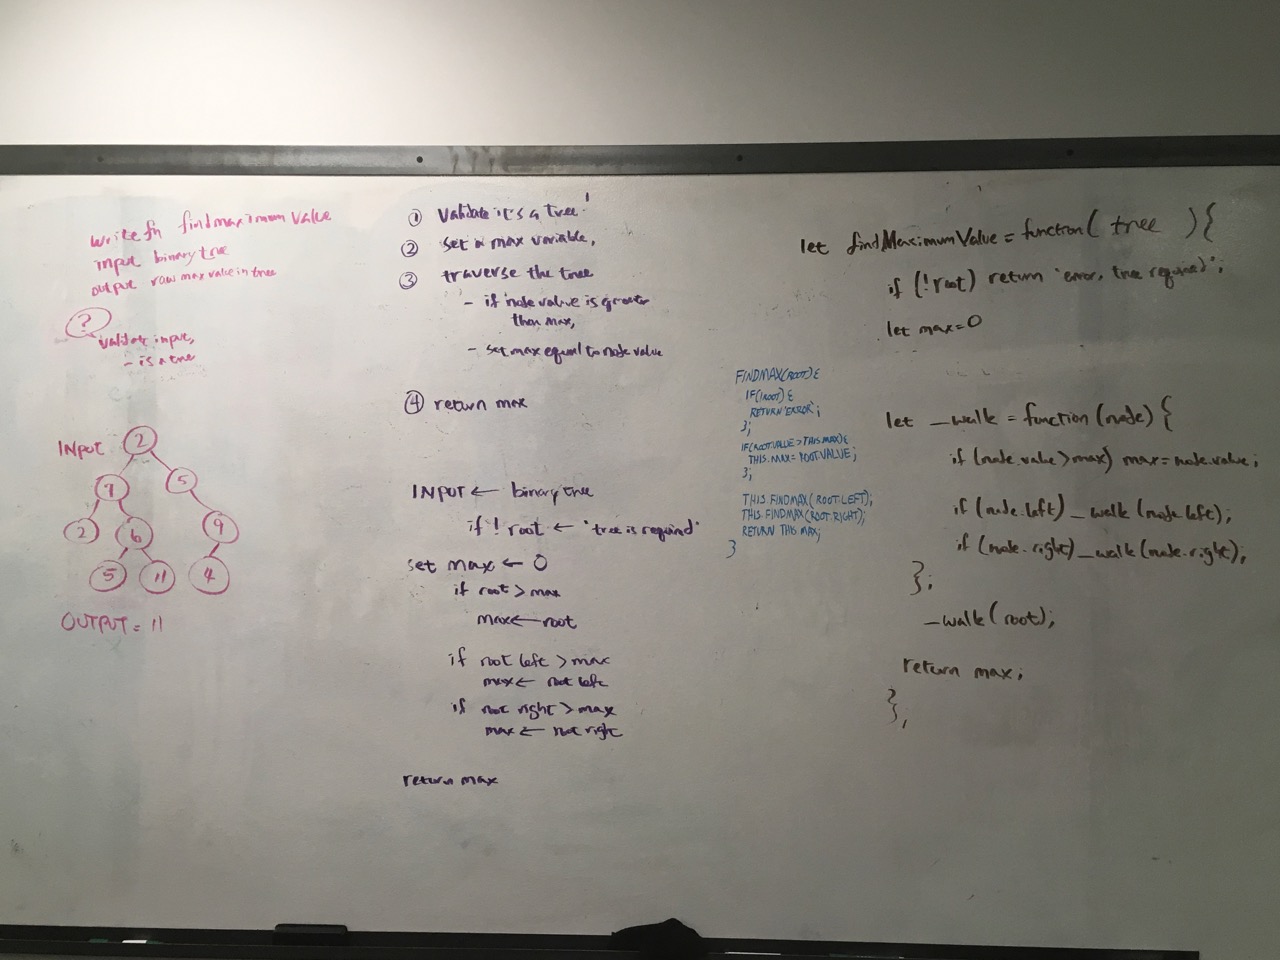 write fn findmaximum value
input binary tree
output raw max value in tree
?
validate input,
- is a tree
INPUT
2
7
5
2
6
9
5
11
4
OUTPUT = 11
① validate it's a tree!
② set a max variable,
③ traverse the tree
- if node value is greater
than max,
- set max equal to node value
④ return max
INPUT ← binary tree
if ! root ← 'tree is required'
set max ← 0
if root > max
max ← root
if root left > max
max ← root left
if root right > max
max ← root right
return max
FINDMAX(ROOT){
IF(!ROOT){
RETURN 'ERROR';
};
IF(ROOT.VALUE > THIS.MAX){
THIS.MAX = ROOT.VALUE;
};
THIS.FINDMAX(ROOT.LEFT);
THIS.FINDMAX(ROOT.RIGHT);
RETURN THIS MAX;
}
let findMaximumValue = function( tree ){
if (!root) return 'error, tree required';
let max=0
let _walk = function(node){
if (node.value > max) max = node.value;
if (node.left) _walk(node.left);
if (node.right) _walk(node.right);
};
_walk(root);
return max;
};